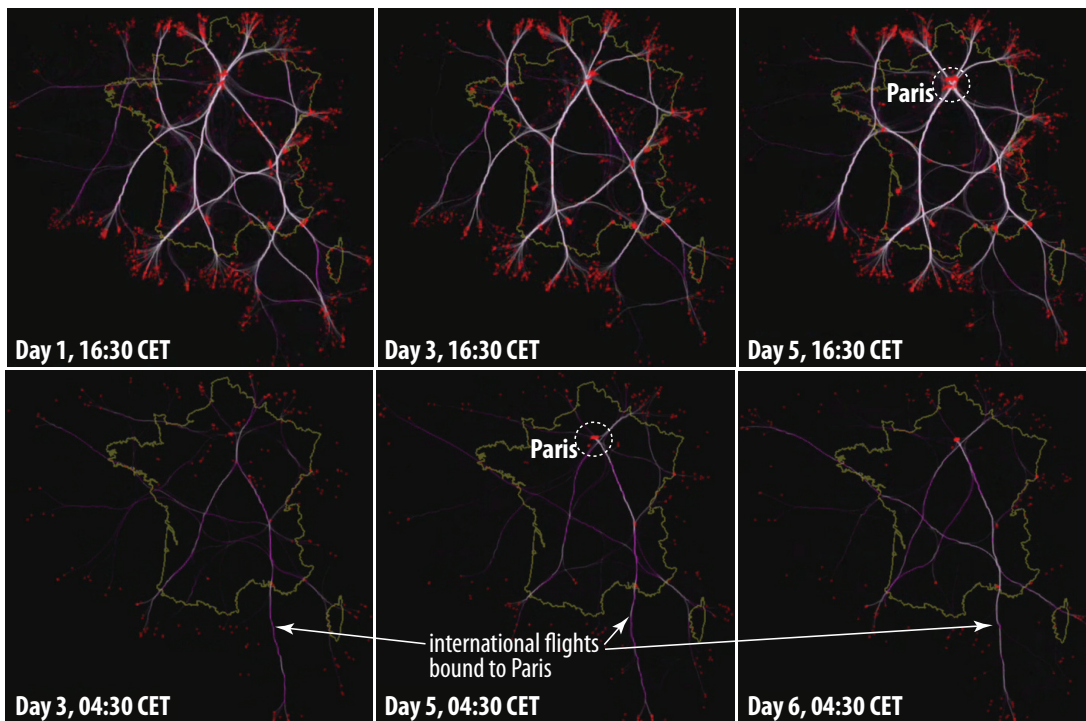 Paris
Day 1, 16:30 CET
Day 3, 16:30 CET
Day 5, 16:30 CET
Paris
international flights
bound to Paris
Day 3, 04:30 CET
Day 5, 04:30 CET
Day 6, 04:30 CET